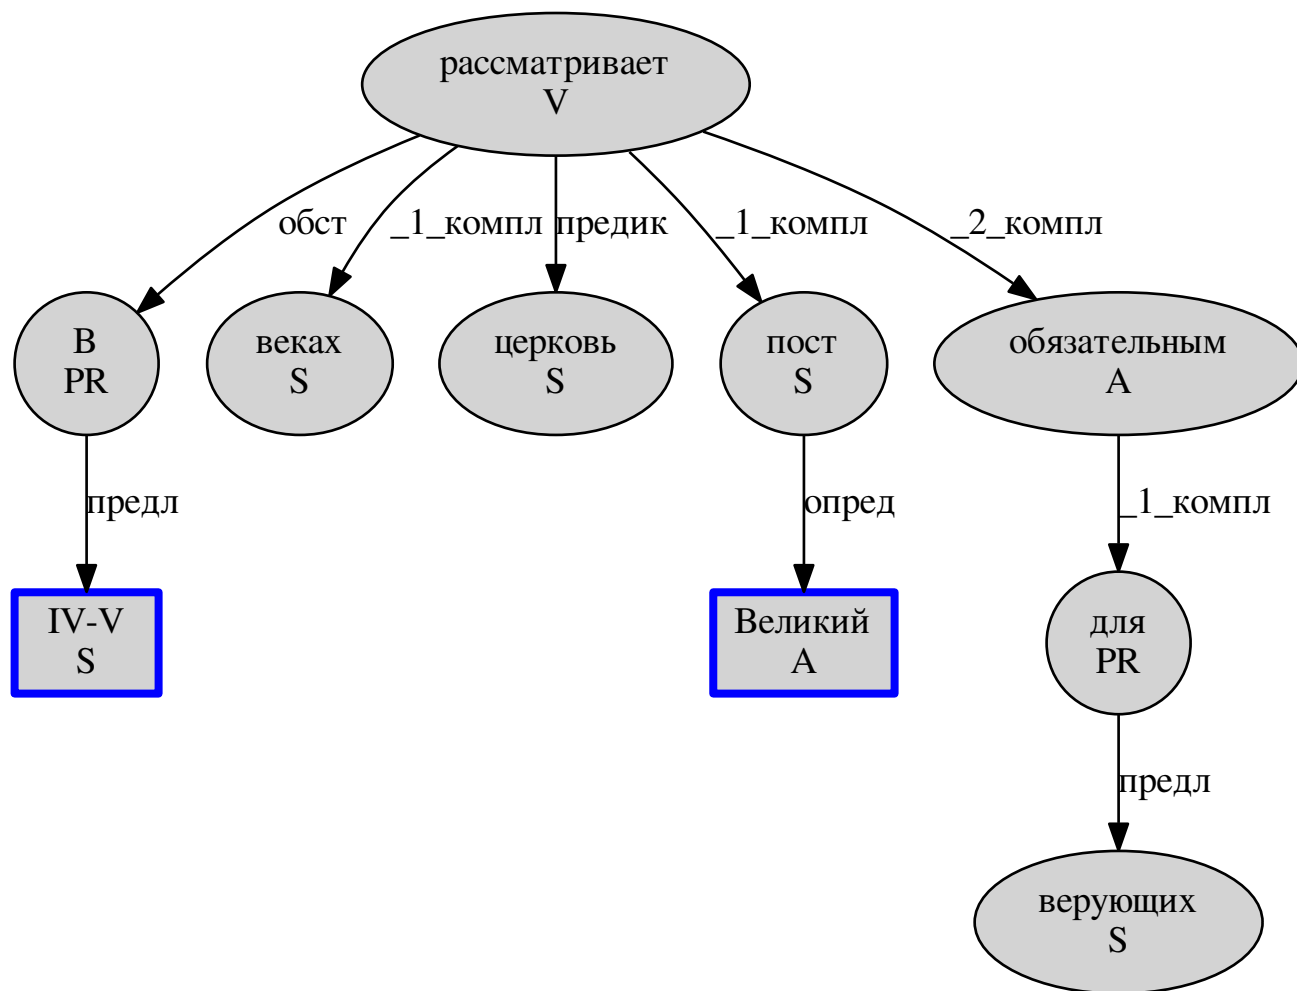 рассматривает
V
обст
_1_компл
предик
_1_компл
_2_компл
В
PR
веках
S
церковь
S
пост
S
обязательным
A
предл
опред
_1_компл
IV-V
S
Великий
A
для
PR
предл
верующих
S